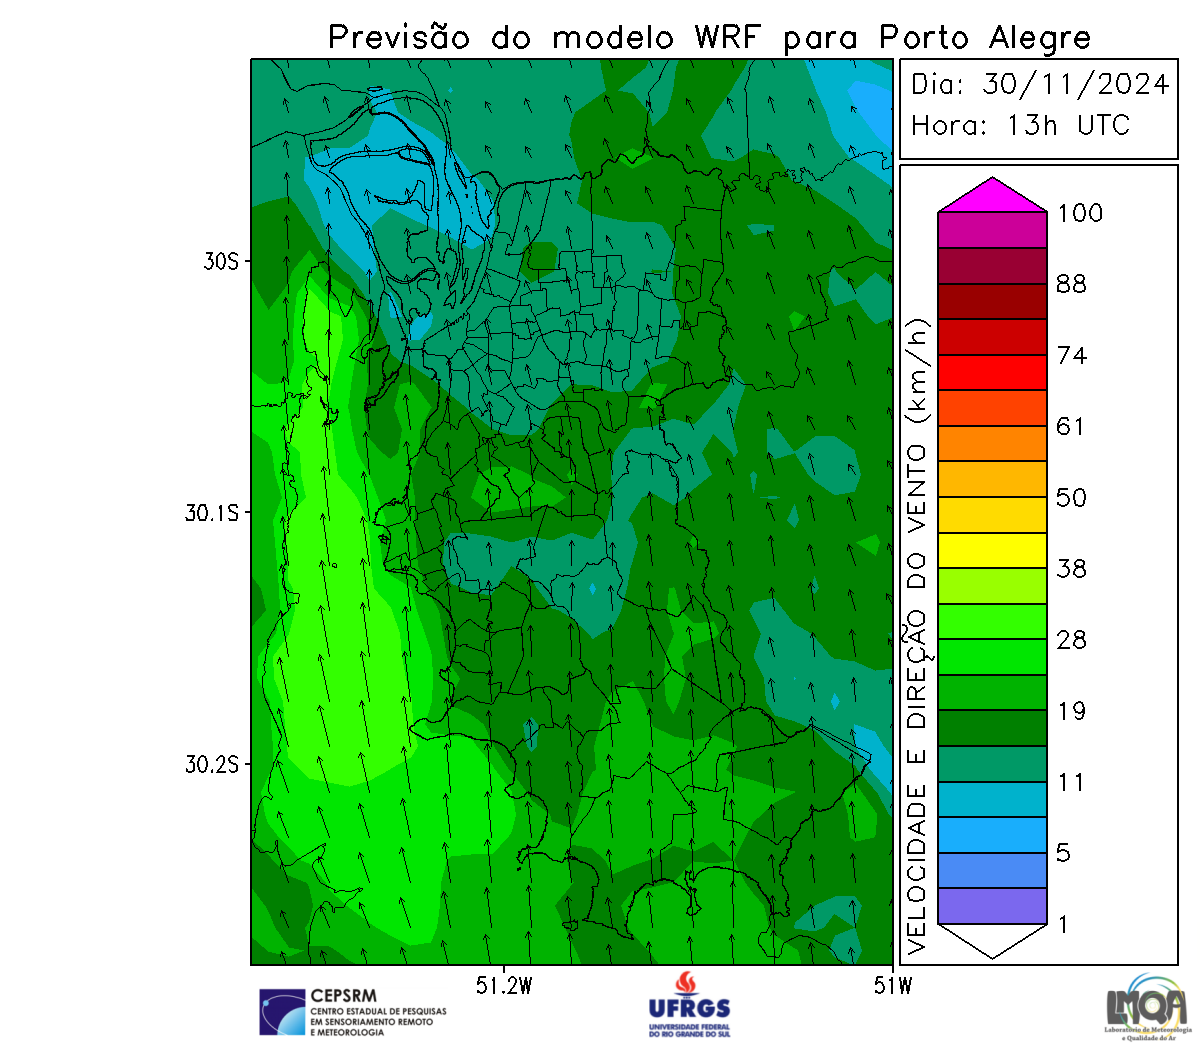 Previsão do modelo WRF para Porto Alegre
Dia: 30/11/2024
Hora: 13h UTC
30S
30.1S
30.2S
51.2W
51W
VELOCIDADE E DIREÇÃO DO VENTO (km/h)
100
88
74
61
50
38
28
19
11
5
1
CEPSRM
CENTRO ESTADUAL DE PESQUISAS
EM SENSORIAMENTO REMOTO
E METEOROLOGIA
UFRGS
UNIVERSIDADE FEDERAL
DO RIO GRANDE DO SUL
LMQA
Laboratório de Meteorologia
e Qualidade do Ar